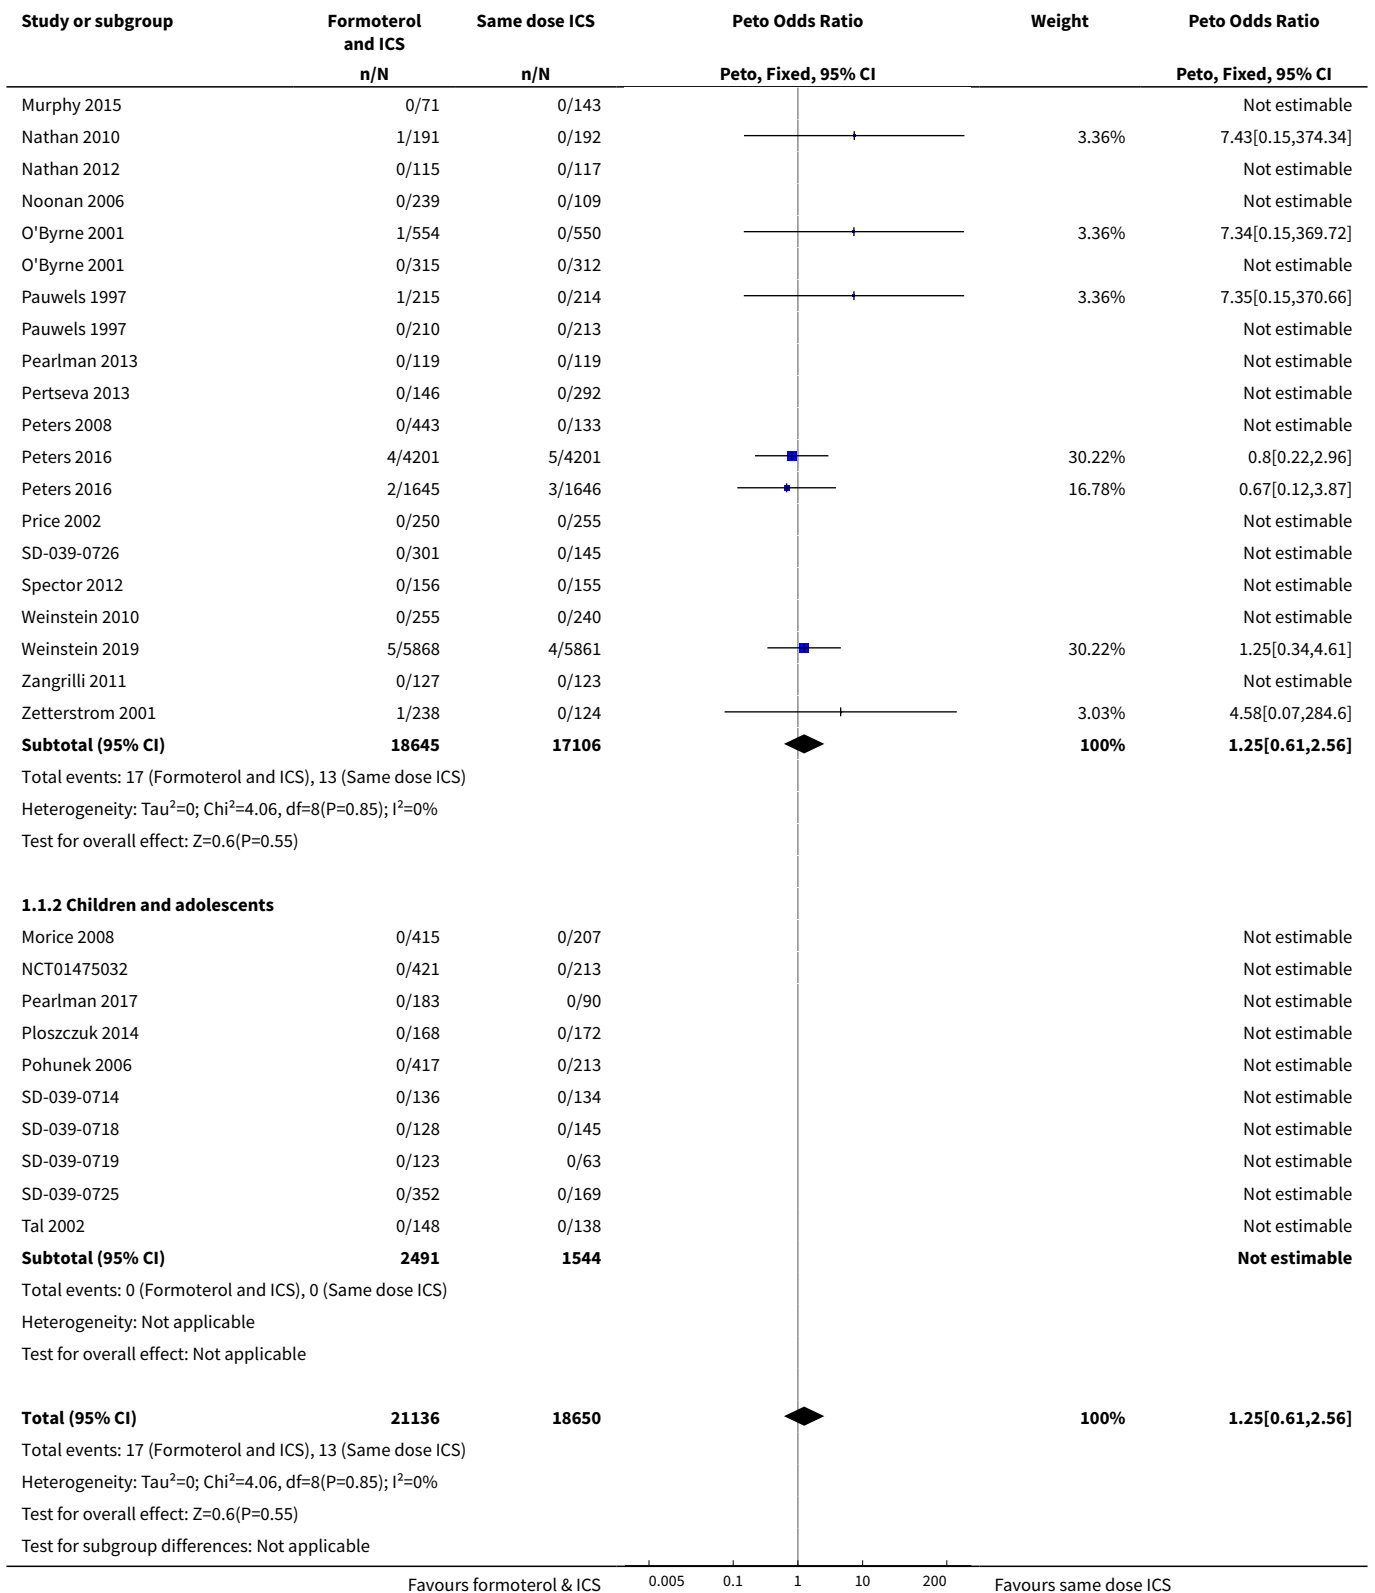 Study or subgroup Formoterol and ICS Same dose ICS Peto Odds Ratio Weight Peto Odds Ratio
n/N n/N Peto, Fixed, 95% CI Peto, Fixed, 95% CI
Murphy 2015 0/71 0/143 Not estimable
Nathan 2010 1/191 0/192 3.36% 7.43[0.15,374.34]
Nathan 2012 0/115 0/117 Not estimable
Noonan 2006 0/239 0/109 Not estimable
O'Byrne 2001 1/554 0/550 3.36% 7.34[0.15,369.72]
O'Byrne 2001 0/315 0/312 Not estimable
Pauwels 1997 1/215 0/214 3.36% 7.35[0.15,370.66]
Pauwels 1997 0/210 0/213 Not estimable
Pearlman 2013 0/119 0/119 Not estimable
Pertseva 2013 0/146 0/292 Not estimable
Peters 2008 0/443 0/133 Not estimable
Peters 2016 4/4201 5/4201 30.22% 0.8[0.22,2.96]
Peters 2016 2/1645 3/1646 16.78% 0.67[0.12,3.87]
Price 2002 0/250 0/255 Not estimable
SD-039-0726 0/301 0/145 Not estimable
Spector 2012 0/156 0/155 Not estimable
Weinstein 2010 0/255 0/240 Not estimable
Weinstein 2019 5/5868 4/5861 30.22% 1.25[0.34,4.61]
Zangrilli 2011 0/127 0/123 Not estimable
Zetterstrom 2001 1/238 0/124 3.03% 4.58[0.07,284.6]
Subtotal (95% CI) 18645 17106 100% 1.25[0.61,2.56]
Total events: 17 (Formoterol and ICS), 13 (Same dose ICS)
Heterogeneity: Tau²=0; Chi²=4.06, df=8(P=0.85); I²=0%
Test for overall effect: Z=0.6(P=0.55)
1.1.2 Children and adolescents
Morice 2008 0/415 0/207 Not estimable
NCT01475032 0/421 0/213 Not estimable
Pearlman 2017 0/183 0/90 Not estimable
Ploszczuk 2014 0/168 0/172 Not estimable
Pohunek 2006 0/417 0/213 Not estimable
SD-039-0714 0/136 0/134 Not estimable
SD-039-0718 0/128 0/145 Not estimable
SD-039-0719 0/123 0/63 Not estimable
SD-039-0725 0/352 0/169 Not estimable
Tal 2002 0/148 0/138 Not estimable
Subtotal (95% CI) 2491 1544 Not estimable
Total events: 0 (Formoterol and ICS), 0 (Same dose ICS)
Heterogeneity: Not applicable
Test for overall effect: Not applicable
Total (95% CI) 21136 18650 100% 1.25[0.61,2.56]
Total events: 17 (Formoterol and ICS), 13 (Same dose ICS)
Heterogeneity: Tau²=0; Chi²=4.06, df=8(P=0.85); I²=0%
Test for overall effect: Z=0.6(P=0.55)
Test for subgroup differences: Not applicable
Favours formoterol & ICS 0.005 0.1 1 10 200 Favours same dose ICS